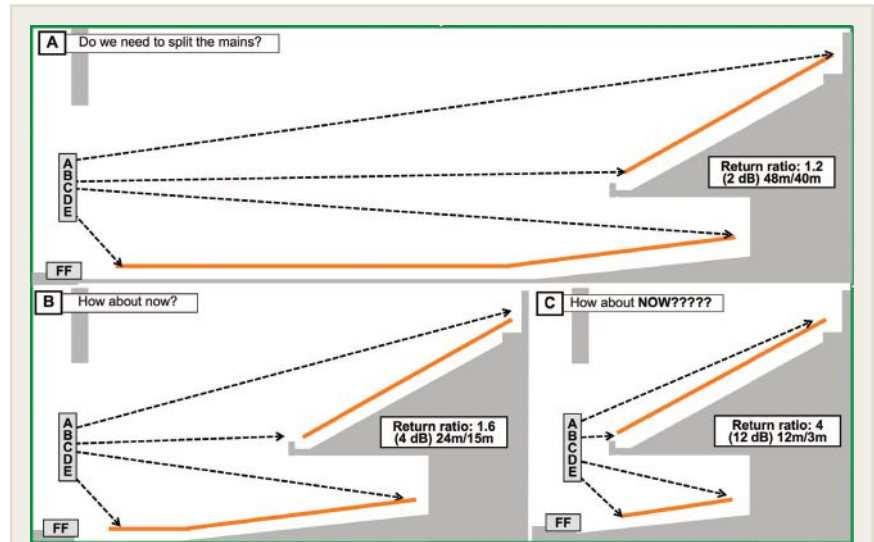 A Do we need to split the mains?
A
B
C
D
E
Return ratio: 1.2
(2 dB) 48m/40m
FF
B How about now?
A
B
C
D
E
Return ratio: 1.6
(4 dB) 24m/15m
FF
C How about NOW?????
A
B
C
D
E
Return ratio: 4
(12 dB) 12m/3m
FF